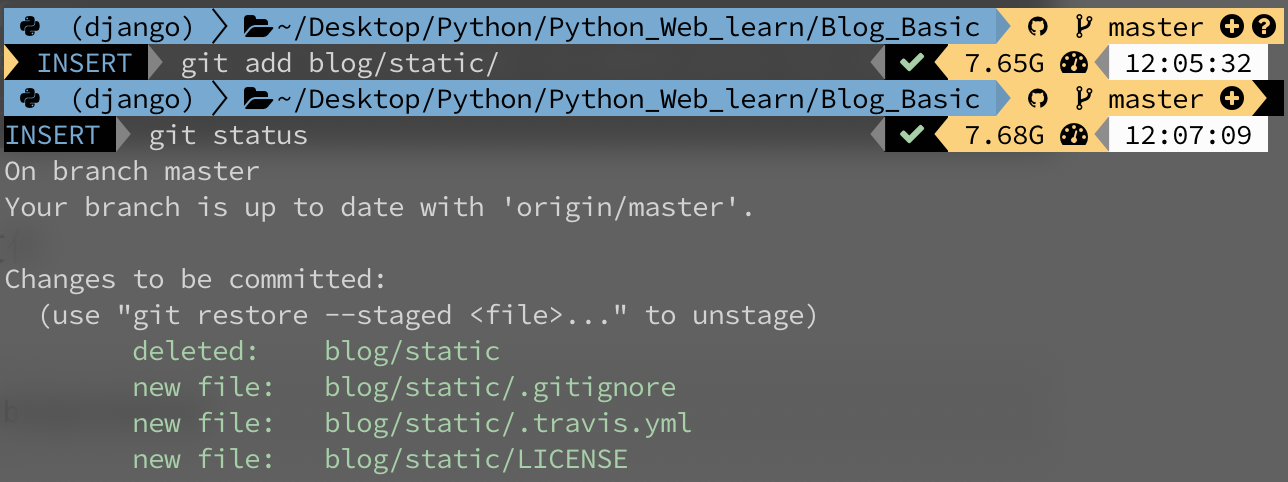 (django) ~/Desktop/Python/Python_Web_learn/Blog_Basic master
INSERT git add blog/static/ 7.65G 12:05:32
(django) ~/Desktop/Python/Python_Web_learn/Blog_Basic master
INSERT git status 7.68G 12:07:09
On branch master
Your branch is up to date with 'origin/master'.
Changes to be committed:
(use "git restore --staged <file>..." to unstage)
deleted: blog/static
new file: blog/static/.gitignore
new file: blog/static/.travis.yml
new file: blog/static/LICENSE